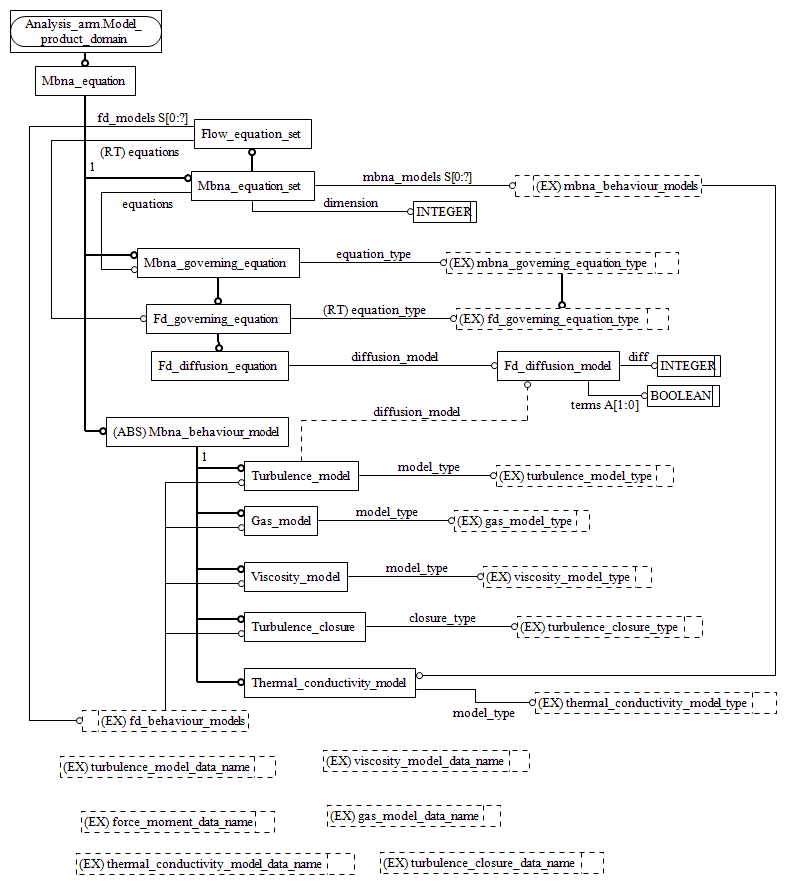 Analysis_arm.Model_
product_domain
Mbna_equation
fd_models S[0:?]
Flow_equation_set
(RT) equations
1
mbna_models S[0:?]
Mbna_equation_set
(EX) mbna_behaviour_models
equations
dimension
INTEGER
equation_type
Mbna_governing_equation
(EX) mbna_governing_equation_type
(RT) equation_type
Fd_governing_equation
(EX) fd_governing_equation_type
diffusion_model
diff
Fd_diffusion_equation
Fd_diffusion_model
INTEGER
BOOLEAN
terms A[1:0]
diffusion_model
(ABS) Mbna_behaviour_model
1
model_type
Turbulence_model
(EX) turbulence_model_type
model_type
Gas_model
(EX) gas_model_type
model_type
Viscosity_model
(EX) viscosity_model_type
closure_type
Turbulence_closure
(EX) turbulence_closure_type
Thermal_conductivity_model
(EX) thermal_conductivity_model_type
model_type
(EX) fd_behaviour_models
(EX) turbulence_model_data_name
(EX) viscosity_model_data_name
(EX) force_moment_data_name
(EX) gas_model_data_name
(EX) thermal_conductivity_model_data_name
(EX) turbulence_closure_data_name